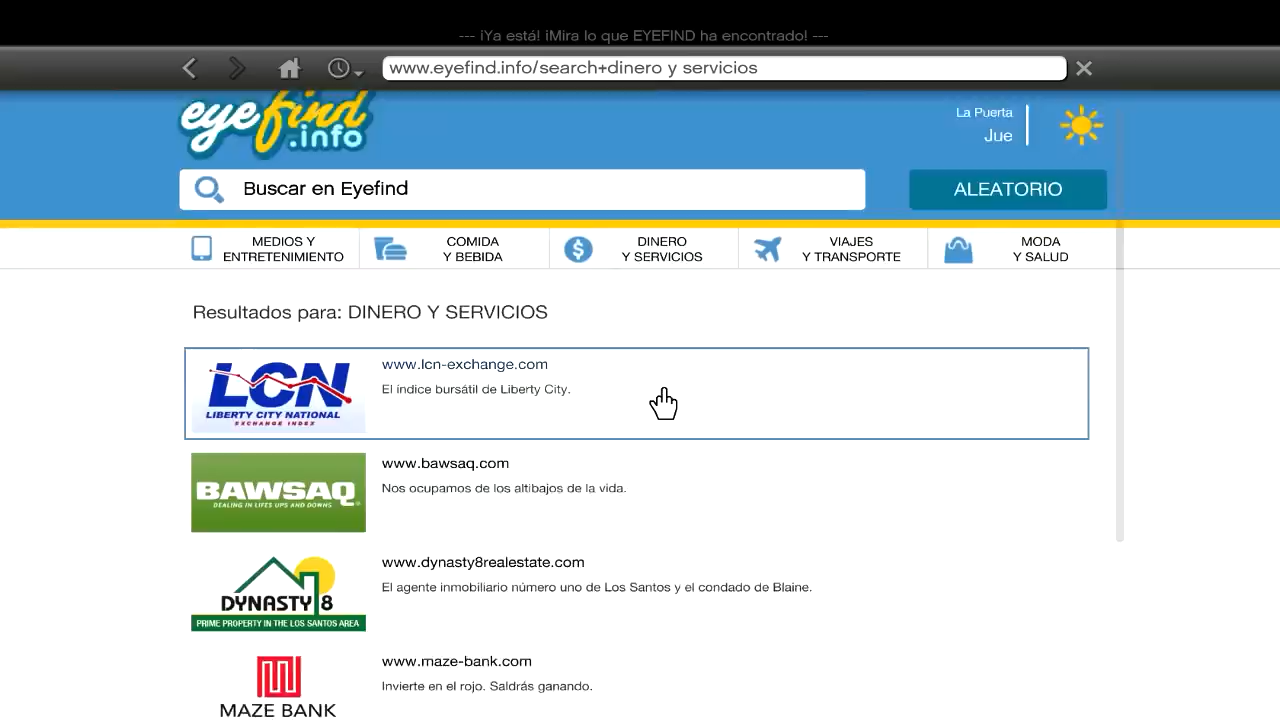 --- ¡Ya está! ¡Mira lo que EYEFIND ha encontrado! ---
www.eyefind.info/search+dinero y servicios
eyefind
.info
La Puerta
Jue
Buscar en Eyefind
ALEATORIO
MEDIOS Y
ENTRETENIMIENTO
COMIDA
Y BEBIDA
DINERO
Y SERVICIOS
VIAJES
Y TRANSPORTE
MODA
Y SALUD
Resultados para: DINERO Y SERVICIOS
LCN
LIBERTY CITY NATIONAL
EXCHANGE INDEX
www.lcn-exchange.com
El índice bursátil de Liberty City.
BAWSAQ
DEALING IN LIFES UPS AND DOWNS
www.bawsaq.com
Nos ocupamos de los altibajos de la vida.
DYNASTY 8
PRIME PROPERTY IN THE LOS SANTOS AREA
www.dynasty8realestate.com
El agente inmobiliario número uno de Los Santos y el condado de Blaine.
MAZE BANK
www.maze-bank.com
Invierte en el rojo. Saldrás ganando.